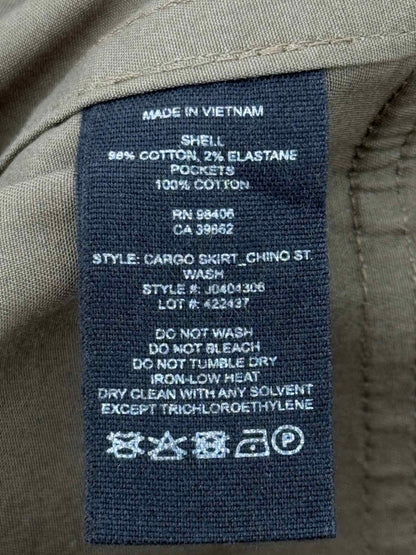 MADE IN VIETNAM
SHELL
98% COTTON, 2% ELASTANE
POCKETS
100% COTTON
RN 98406
CA 39862
STYLE: CARGO SKIRT_CHINO ST.
WASH
STYLE #: J0404306
LOT #: 422437
DO NOT WASH
DO NOT BLEACH
DO NOT TUMBLE DRY
IRON-LOW HEAT
DRY CLEAN WITH ANY SOLVENT
EXCEPT TRICHLOROETHYLENE
P